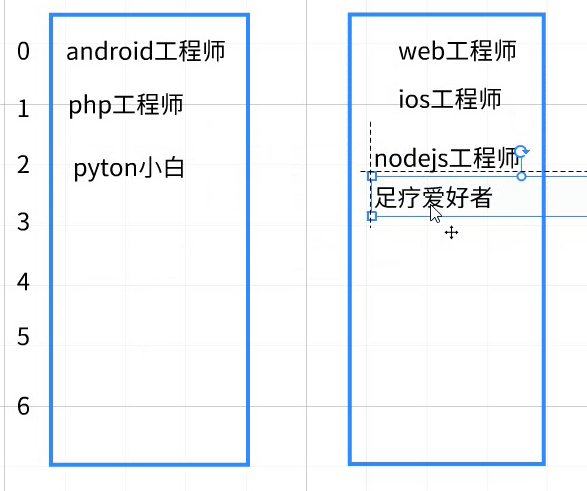 0 android工程师 web工程师
1 php工程师 ios工程师
2 pyton小白 nodejs工程师
足疗爱好者
3
4
5
6